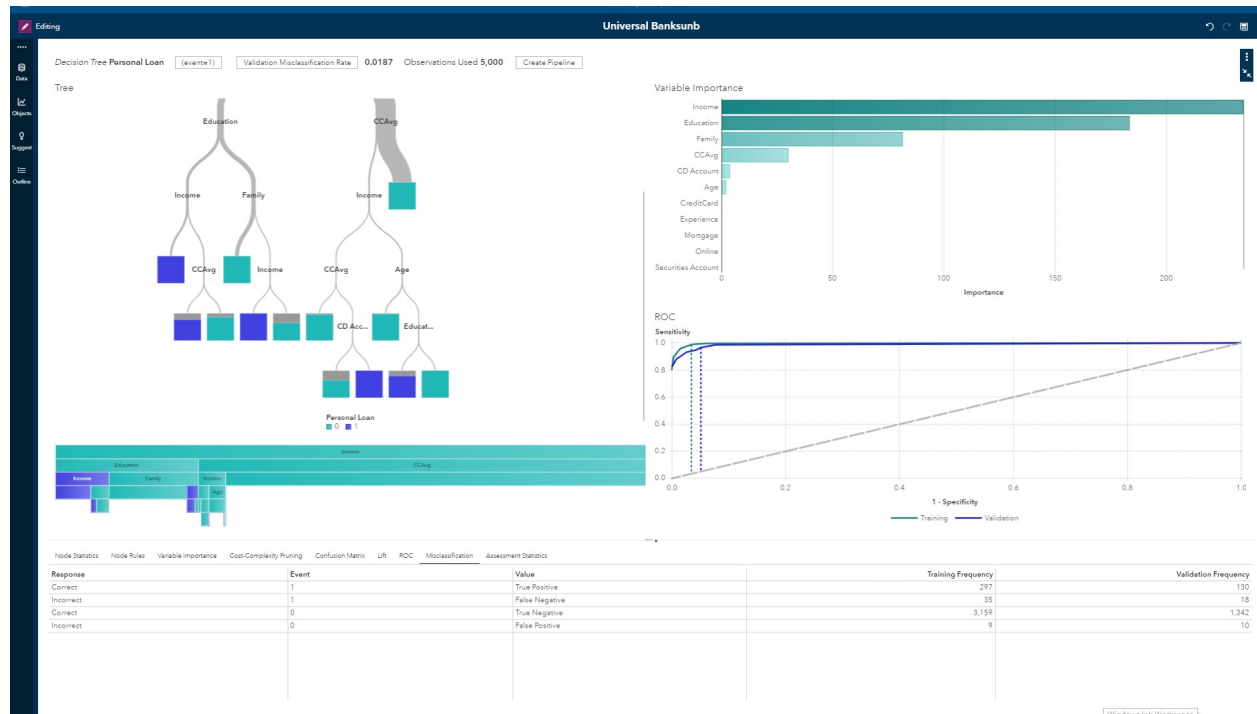 Editing
Universal Banksunb
Data
Objects
Suggest
Outline
Decision Tree Personal Loan (event=1) Validation Misclassification Rate 0.0187 Observations Used 5,000 Create Pipeline
Tree
Education
CCAvg
Income
Family
Income
CCAvg
Income
CCAvg
Age
CD Acc...
Educat...
Personal Loan
0 1
Income
Education
CCAvg
Income
Family
Income
Age
Variable Importance
Income
Education
Family
CCAvg
CD Account
Age
CreditCard
Experience
Mortgage
Online
Securities Account
0 50 100 150 200
Importance
ROC
Sensitivity
1.0
0.8
0.6
0.4
0.2
0.0
0.0 0.2 0.4 0.6 0.8 1.0
1 - Specificity
Training Validation
Node Statistics Node Rules Variable Importance Cost-Complexity Pruning Confusion Matrix Lift ROC Misclassification Assessment Statistics
Response Event Value Training Frequency Validation Frequency
Correct 1 True Positive 297 130
Incorrect 1 False Negative 35 18
Correct 0 True Negative 3,159 1,342
Incorrect 0 False Positive 9 10